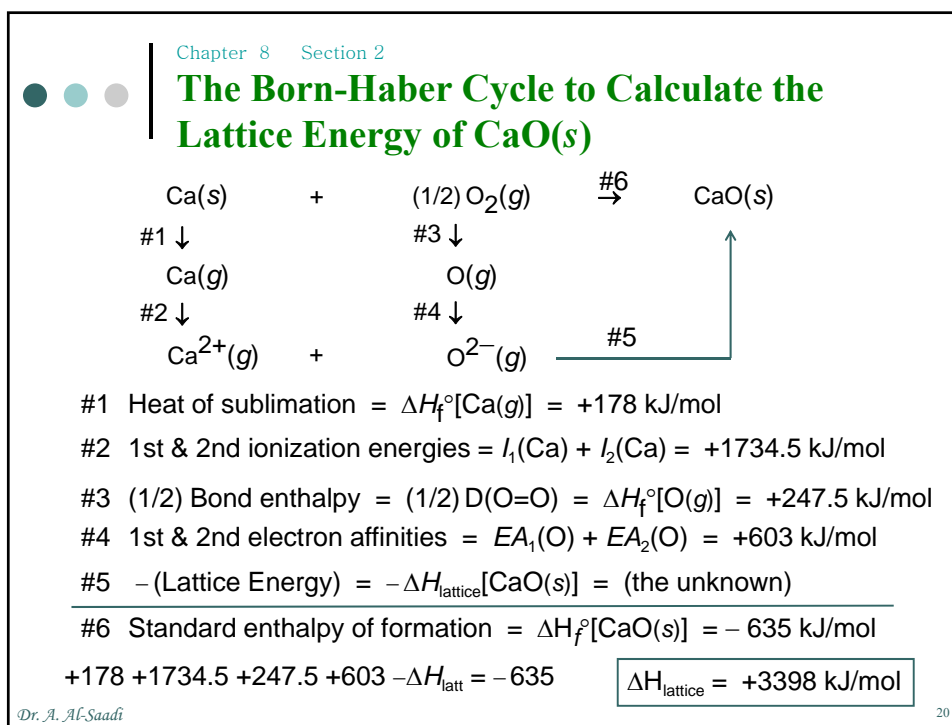 Chapter 8 Section 2
The Born-Haber Cycle to Calculate the
Lattice Energy of CaO(s)
Ca(s) + (1/2) O₂(g) #6 → CaO(s)
#1 ↓ #3 ↓
Ca(g) O(g)
#2 ↓ #4 ↓
Ca²⁺(g) + O²⁻(g) #5
#1 Heat of sublimation = ΔHf°[Ca(g)] = +178 kJ/mol
#2 1st & 2nd ionization energies = I₁(Ca) + I₂(Ca) = +1734.5 kJ/mol
#3 (1/2) Bond enthalpy = (1/2) D(O=O) = ΔHf°[O(g)] = +247.5 kJ/mol
#4 1st & 2nd electron affinities = EA₁(O) + EA₂(O) = +603 kJ/mol
#5 −(Lattice Energy) = −ΔHlattice[CaO(s)] = (the unknown)
#6 Standard enthalpy of formation = ΔHf°[CaO(s)] = − 635 kJ/mol
+178 +1734.5 +247.5 +603 −ΔHlatt = − 635
ΔHlattice = +3398 kJ/mol
Dr. A. Al-Saadi 20